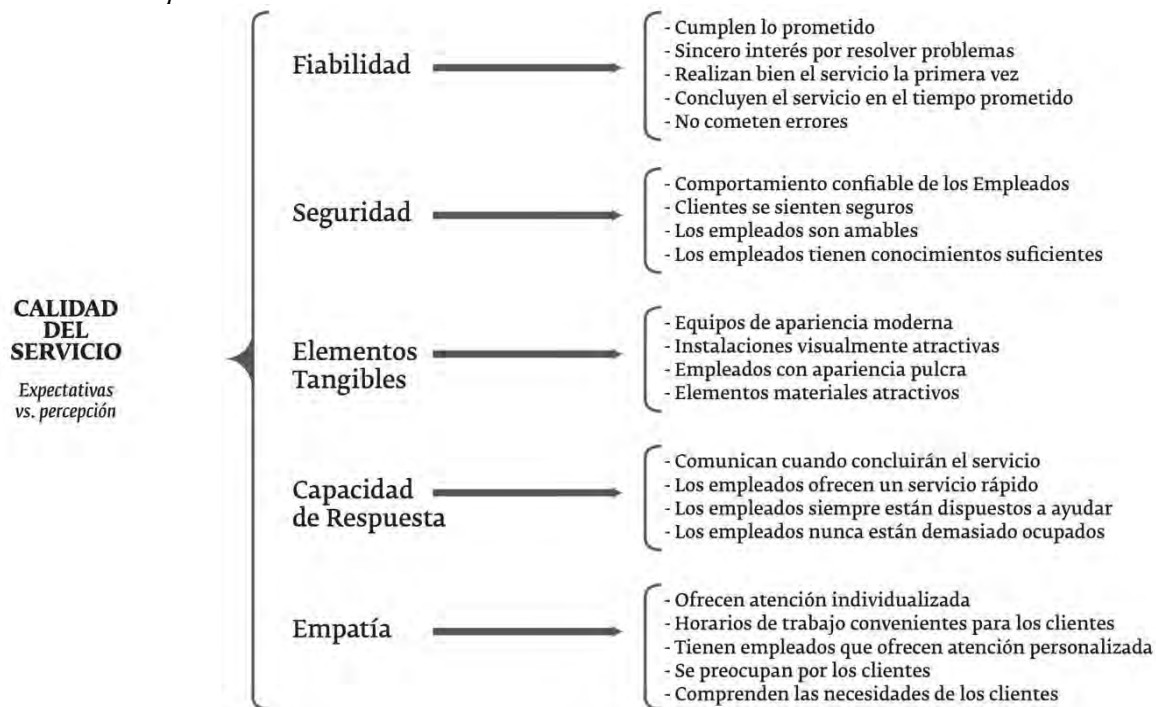 CALIDAD
DEL
SERVICIO
Expectativas
vs. percepción
Fiabilidad
- Cumplen lo prometido
- Sincero interés por resolver problemas
- Realizan bien el servicio la primera vez
- Concluyen el servicio en el tiempo prometido
- No cometen errores
Seguridad
- Comportamiento confiable de los Empleados
- Clientes se sienten seguros
- Los empleados son amables
- Los empleados tienen conocimientos suficientes
Elementos
Tangibles
- Equipos de apariencia moderna
- Instalaciones visualmente atractivas
- Empleados con apariencia pulcra
- Elementos materiales atractivos
Capacidad
de Respuesta
- Comunican cuando concluirán el servicio
- Los empleados ofrecen un servicio rápido
- Los empleados siempre están dispuestos a ayudar
- Los empleados nunca están demasiado ocupados
Empatía
- Ofrecen atención individualizada
- Horarios de trabajo convenientes para los clientes
- Tienen empleados que ofrecen atención personalizada
- Se preocupan por los clientes
- Comprenden las necesidades de los clientes